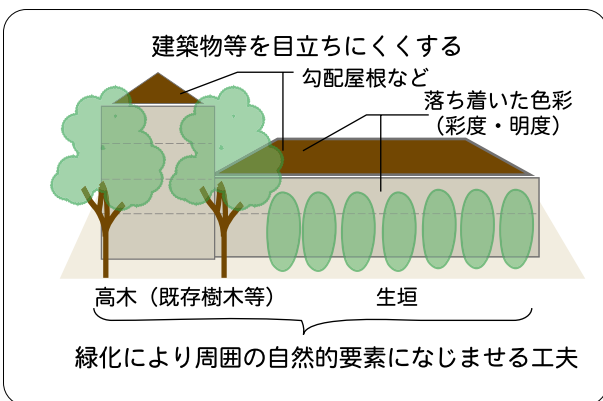 建築物等を目立ちにくくする
勾配屋根など
落ち着いた色彩
（彩度・明度）
高木（既存樹木等）
生垣
緑化により周囲の自然的要素になじませる工夫